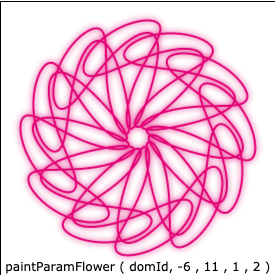 paintParamFlower ( domId, -6 , 11 , 1 , 2 )